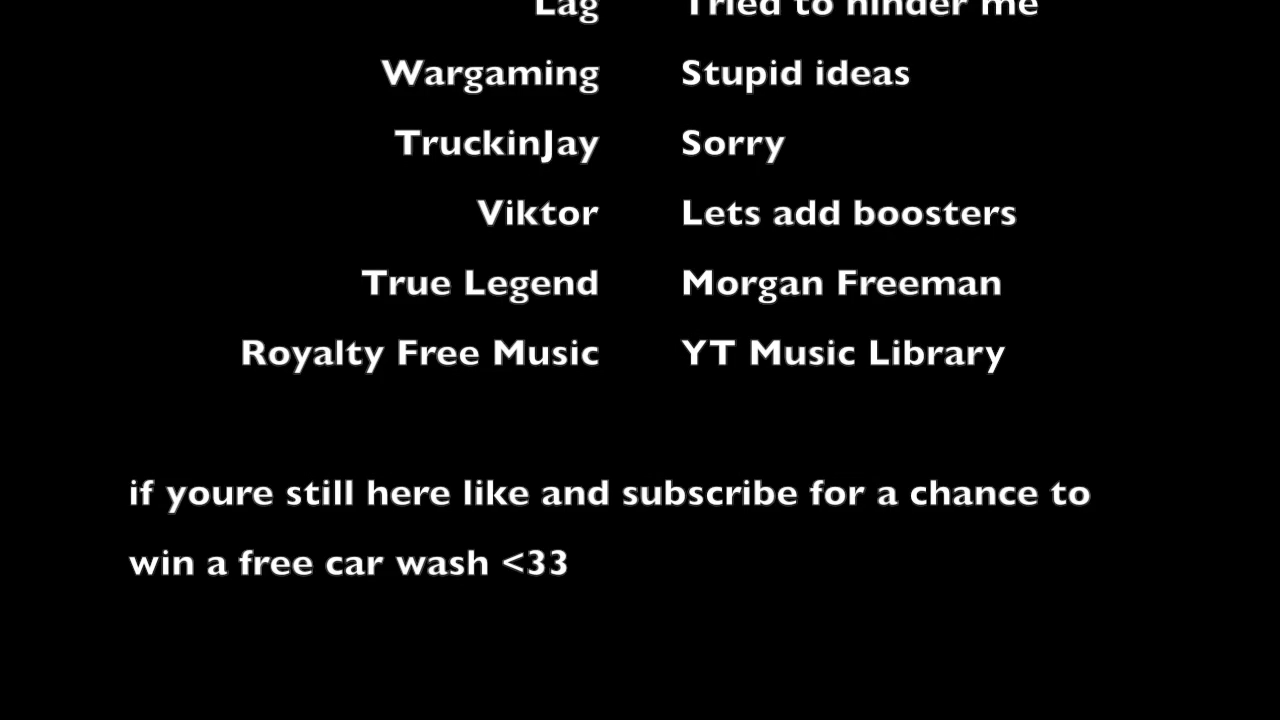 Lag Tried to hinder me
Wargaming Stupid ideas
TruckinJay Sorry
Viktor Lets add boosters
True Legend Morgan Freeman
Royalty Free Music YT Music Library
if youre still here like and subscribe for a chance to
win a free car wash <33